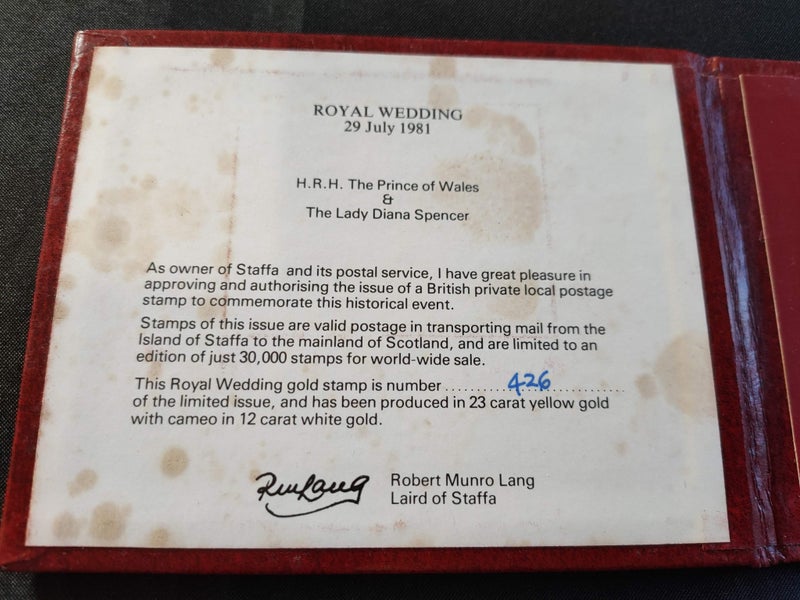 ROYAL WEDDING
29 July 1981
H.R.H. The Prince of Wales
&
The Lady Diana Spencer
As owner of Staffa and its postal service, I have great pleasure in
approving and authorising the issue of a British private local postage
stamp to commemorate this historical event.
Stamps of this issue are valid postage in transporting mail from the
Island of Staffa to the mainland of Scotland, and are limited to an
edition of just 30,000 stamps for world-wide sale.
This Royal Wedding gold stamp is number ..........426....................
of the limited issue, and has been produced in 23 carat yellow gold
with cameo in 12 carat white gold.
Robert Munro Lang
Laird of Staffa